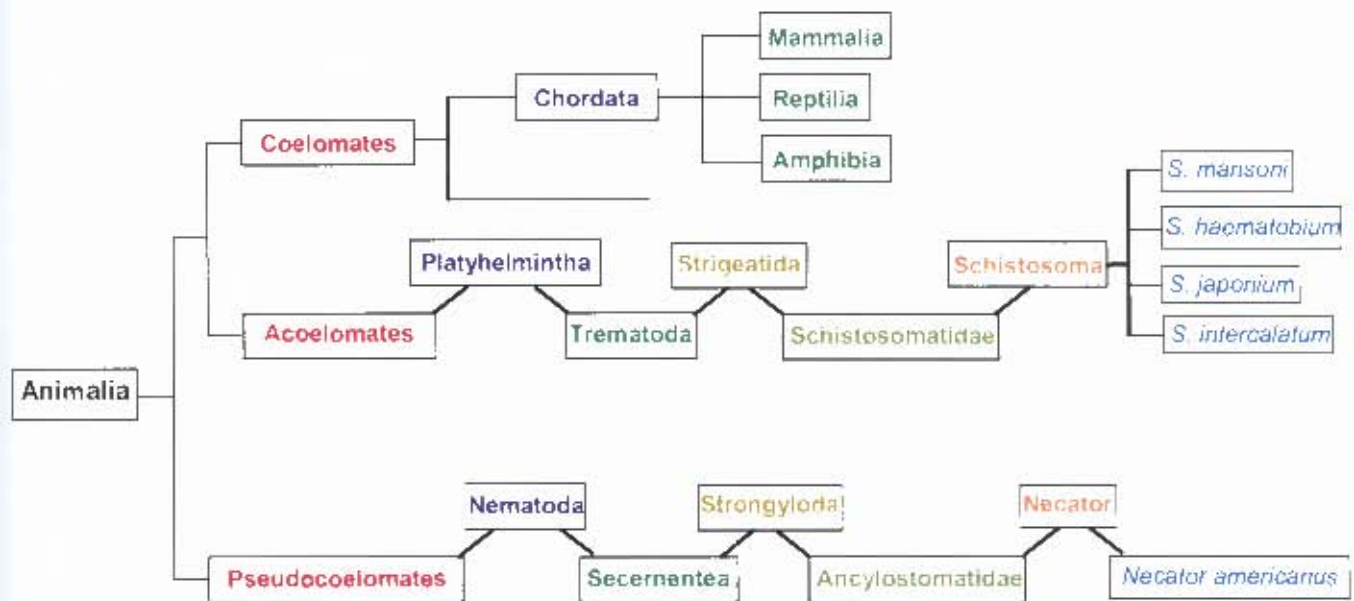 Mammalia
Chordata
Reptilia
Coelomates
Amphibia
S. mansoni
S. haematobium
Platyhelmintha
Strigeatida
Schistosoma
S. japonium
Acoelomates
Trematoda
Schistosomatidae
S. intercalatum
Animalia
Nematoda
Strongylorda
Necator
Pseudocoelomates
Secernentea
Ancylostomatidae
Necator americanus